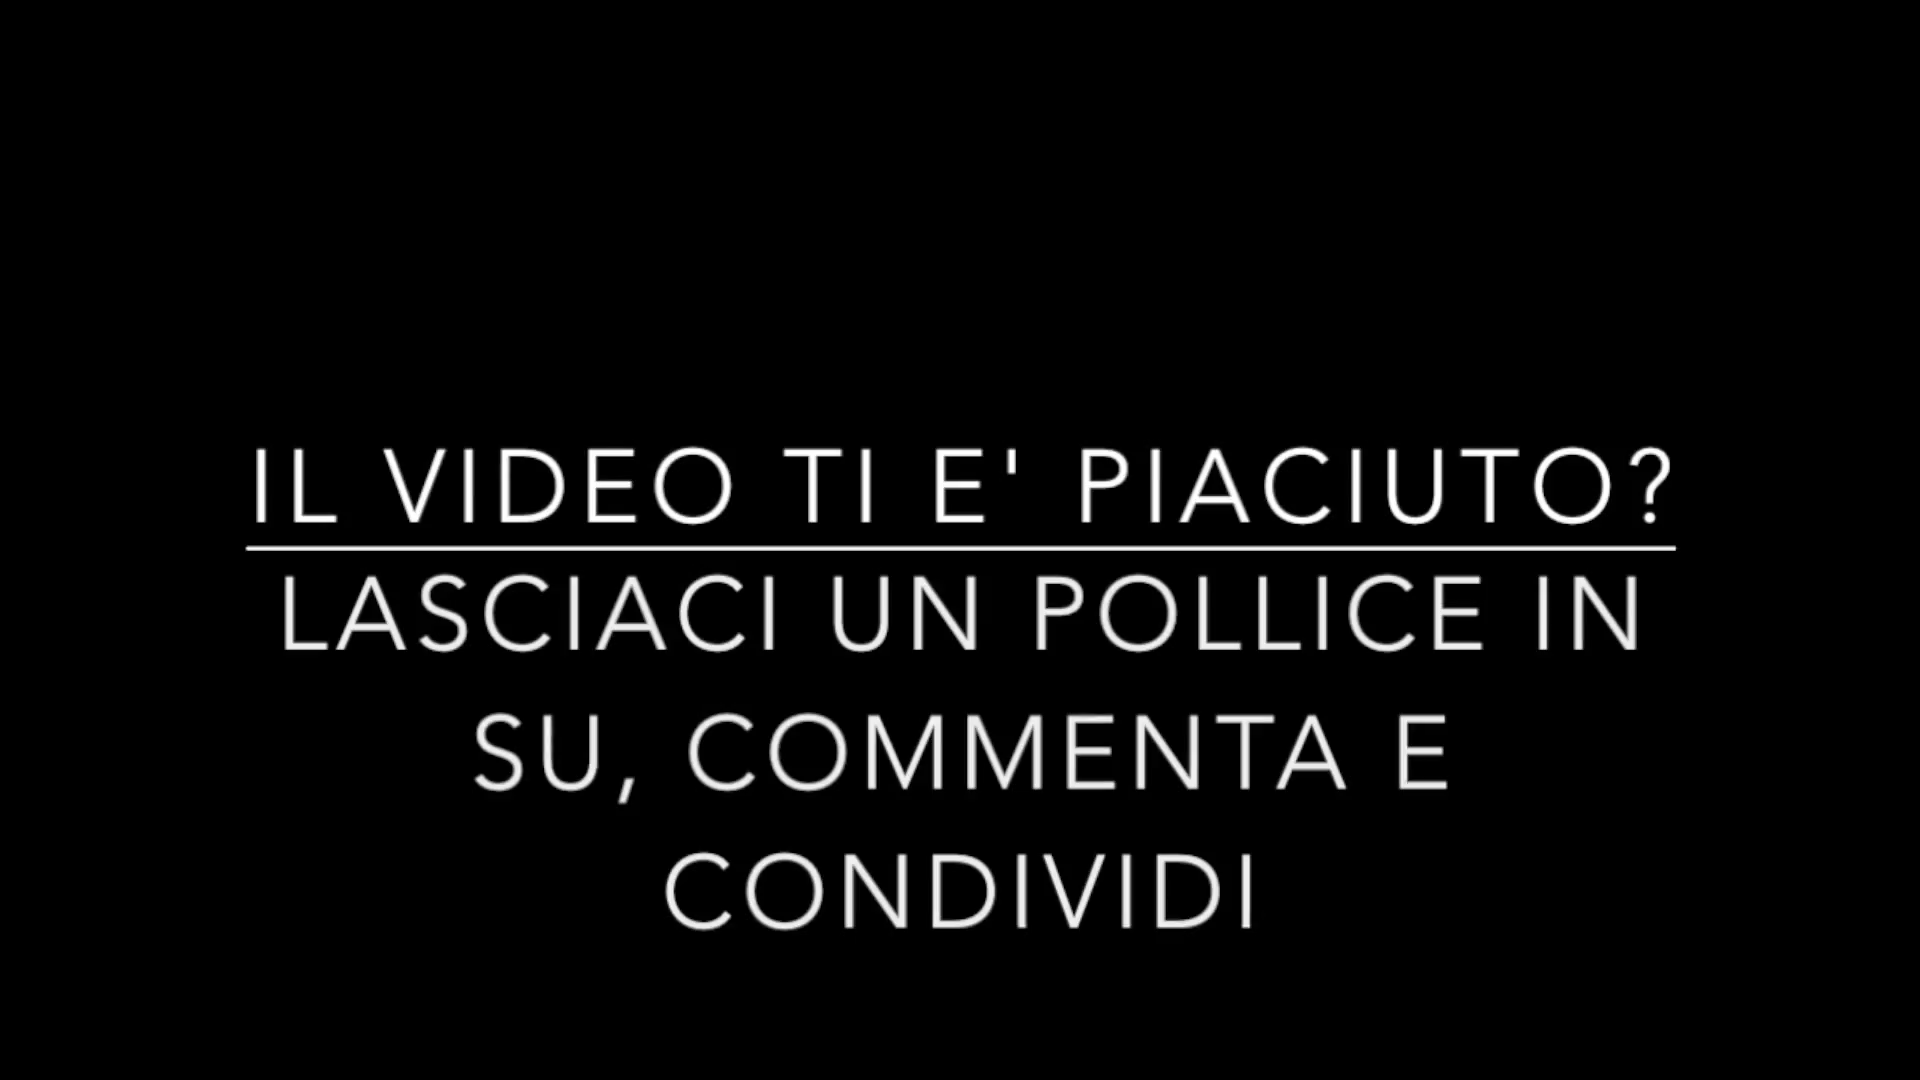 IL VIDEO TI E' PIACIUTO?
LASCIACI UN POLLICE IN
SU, COMMENTA E
CONDIVIDI